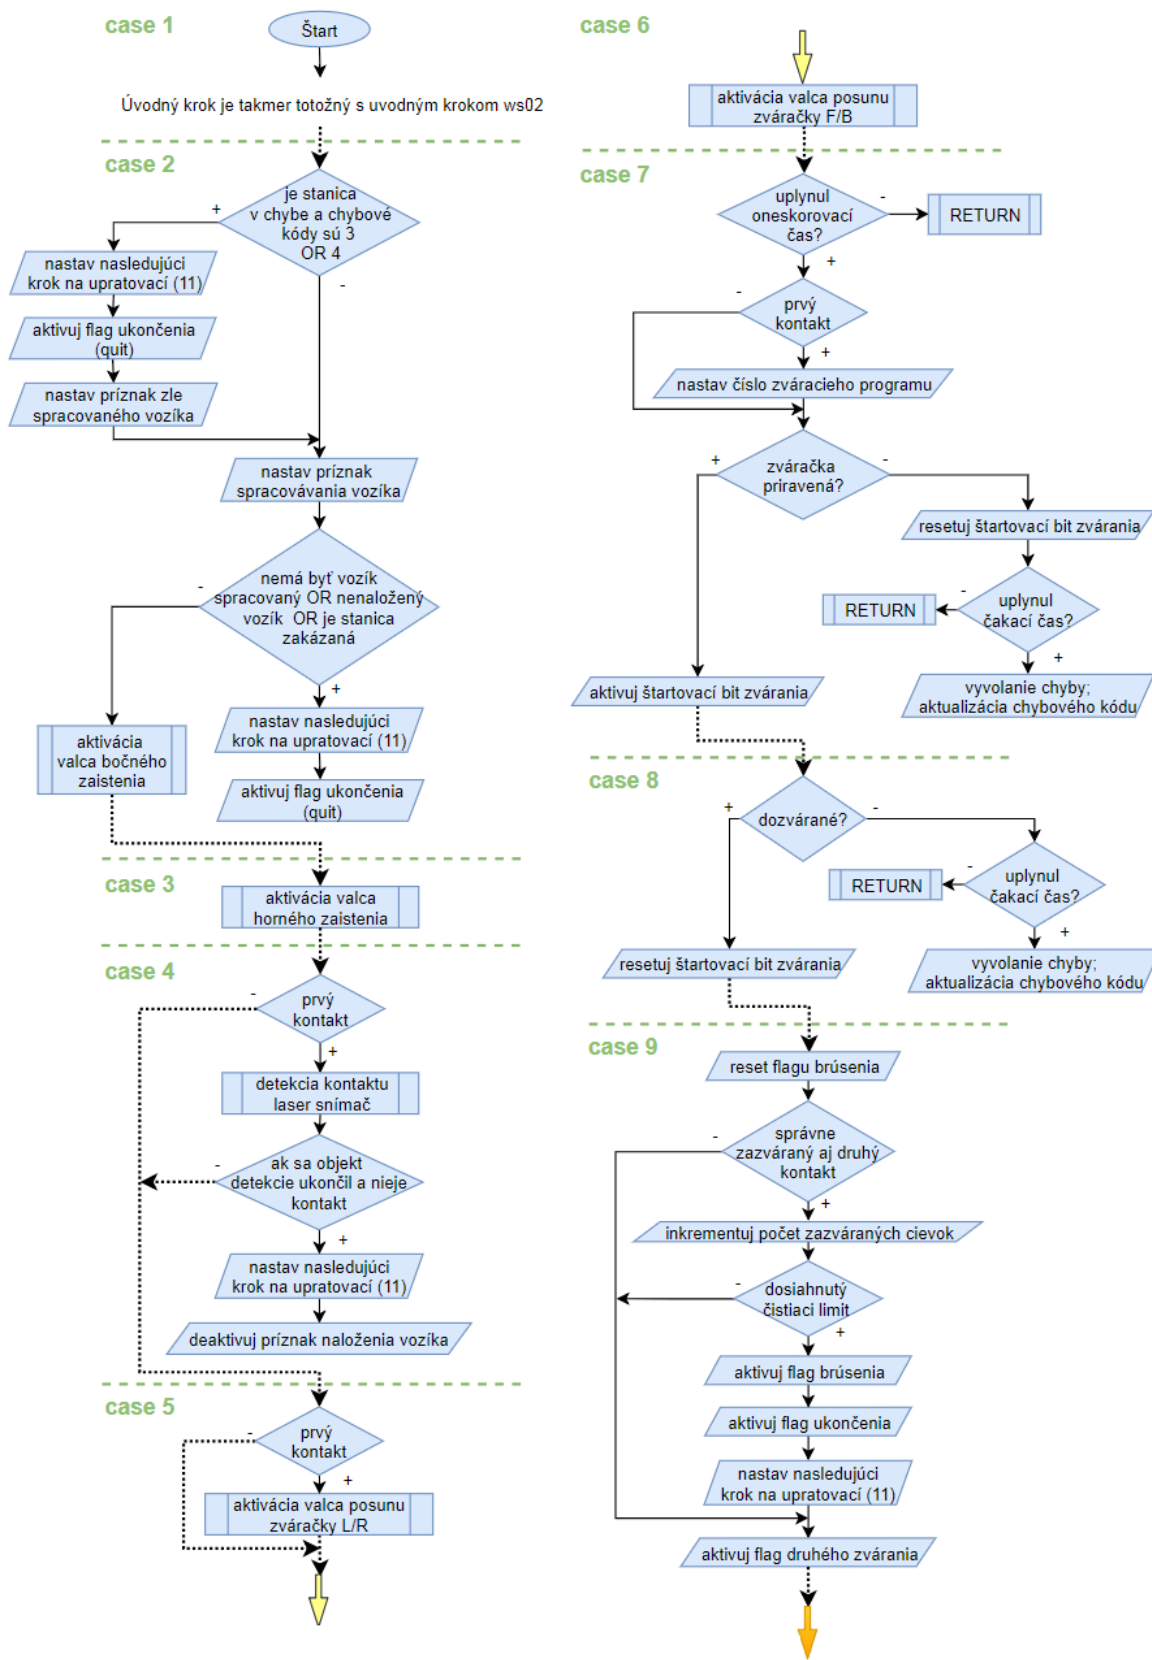 case 1
Štart
Úvodný krok je takmer totožný s uvodným krokom ws02
case 2
je stanica
v chybe a chybové
kódy sú 3
OR 4
+
-
nastav nasledujúci
krok na upratovací (11)
aktivuj flag ukončenia
(quit)
nastav príznak zle
spracovaného vozíka
nastav príznak
spracovávania vozíka
nemá byť vozík
spracovaný OR nenaložený
vozík OR je stanica
zakázaná
-
+
aktivácia
valca bočného
zaistenia
nastav nasledujúci
krok na upratovací (11)
aktivuj flag ukončenia
(quit)
case 3
aktivácia valca
horného zaistenia
case 4
-
prvý
kontakt
+
detekcia kontaktu
laser snímač
-
ak sa objekt
detekcie ukončil a nieje
kontakt
+
nastav nasledujúci
krok na upratovací (11)
deaktivuj príznak naloženia vozíka
case 5
-
prvý
kontakt
+
aktivácia valca posunu
zváračky L/R
case 6
aktivácia valca posunu
zváračky F/B
case 7
uplynul
oneskorovací
čas?
-
RETURN
+
-
prvý
kontakt
+
nastav číslo zváracieho programu
+
zváračka
priravená?
-
resetuj štartovací bit zvárania
-
uplynul
čakací čas?
RETURN
+
aktivuj štartovací bit zvárania
vyvolanie chyby;
aktualizácia chybového kódu
case 8
+
dozvárané?
-
-
uplynul
čakací čas?
RETURN
+
resetuj štartovací bit zvárania
vyvolanie chyby;
aktualizácia chybového kódu
case 9
reset flagu brúsenia
-
správne
zazváraný aj druhý
kontakt
+
inkrementuj počet zazváraných cievok
-
dosiahnutý
čistiaci limit
+
aktivuj flag brúsenia
aktivuj flag ukončenia
nastav nasledujúci
krok na upratovací (11)
aktivuj flag druhého zvárania